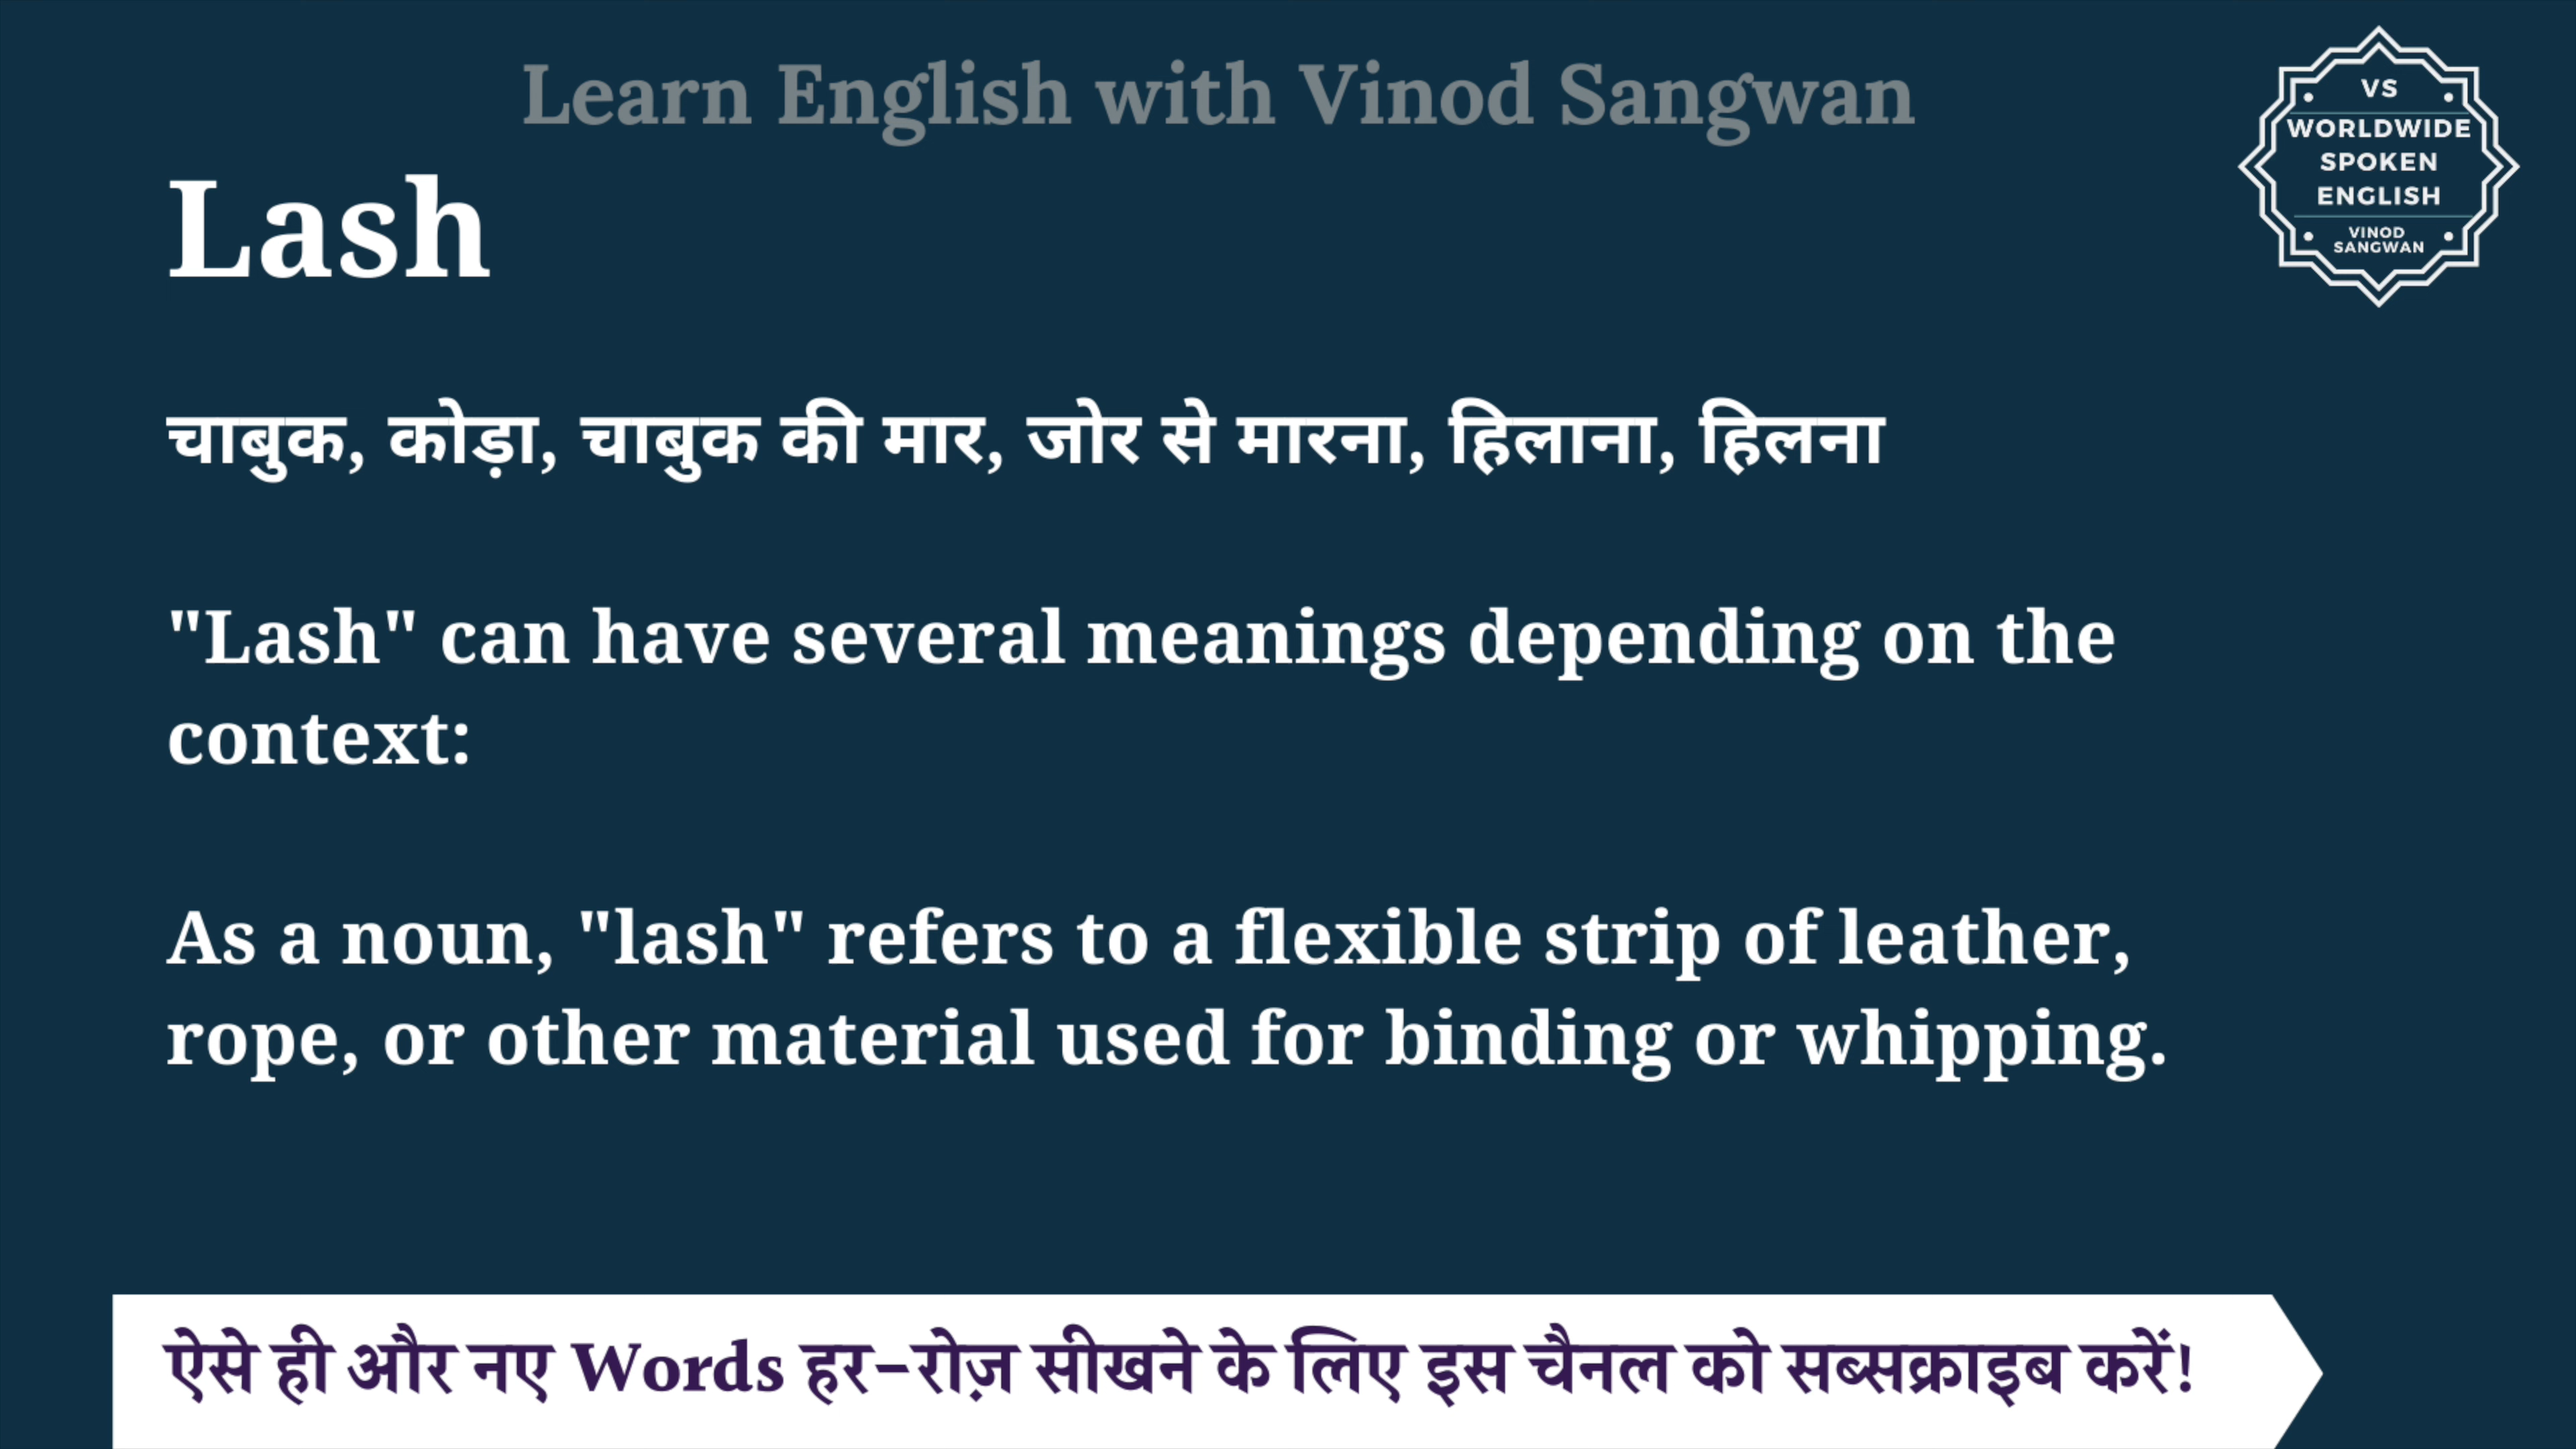 Learn English with Vinod Sangwan
VS
WORLDWIDE
SPOKEN
ENGLISH
VINOD
SANGWAN
Lash
चाबुक, कोड़ा, चाबुक की मार, जोर से मारना, हिलाना, हिलना
"Lash" can have several meanings depending on the
context:
As a noun, "lash" refers to a flexible strip of leather,
rope, or other material used for binding or whipping.
ऐसे ही और नए Words हर-रोज़ सीखने के लिए इस चैनल को सब्सक्राइब करें!